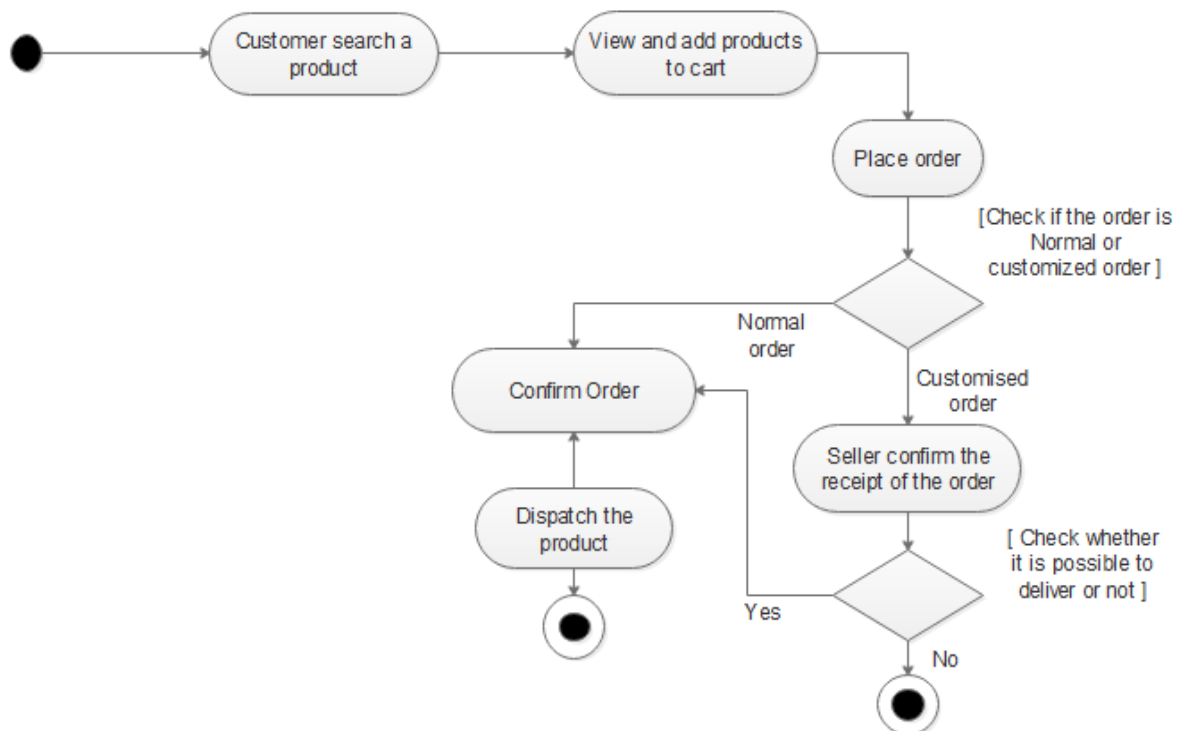 Customer search a
product
View and add products
to cart
Place order
[Check if the order is
Normal or
customized order ]
Normal
order
Customised
order
Confirm Order
Seller confirm the
receipt of the order
Dispatch the
product
[ Check whether
it is possible to
deliver or not ]
Yes
No